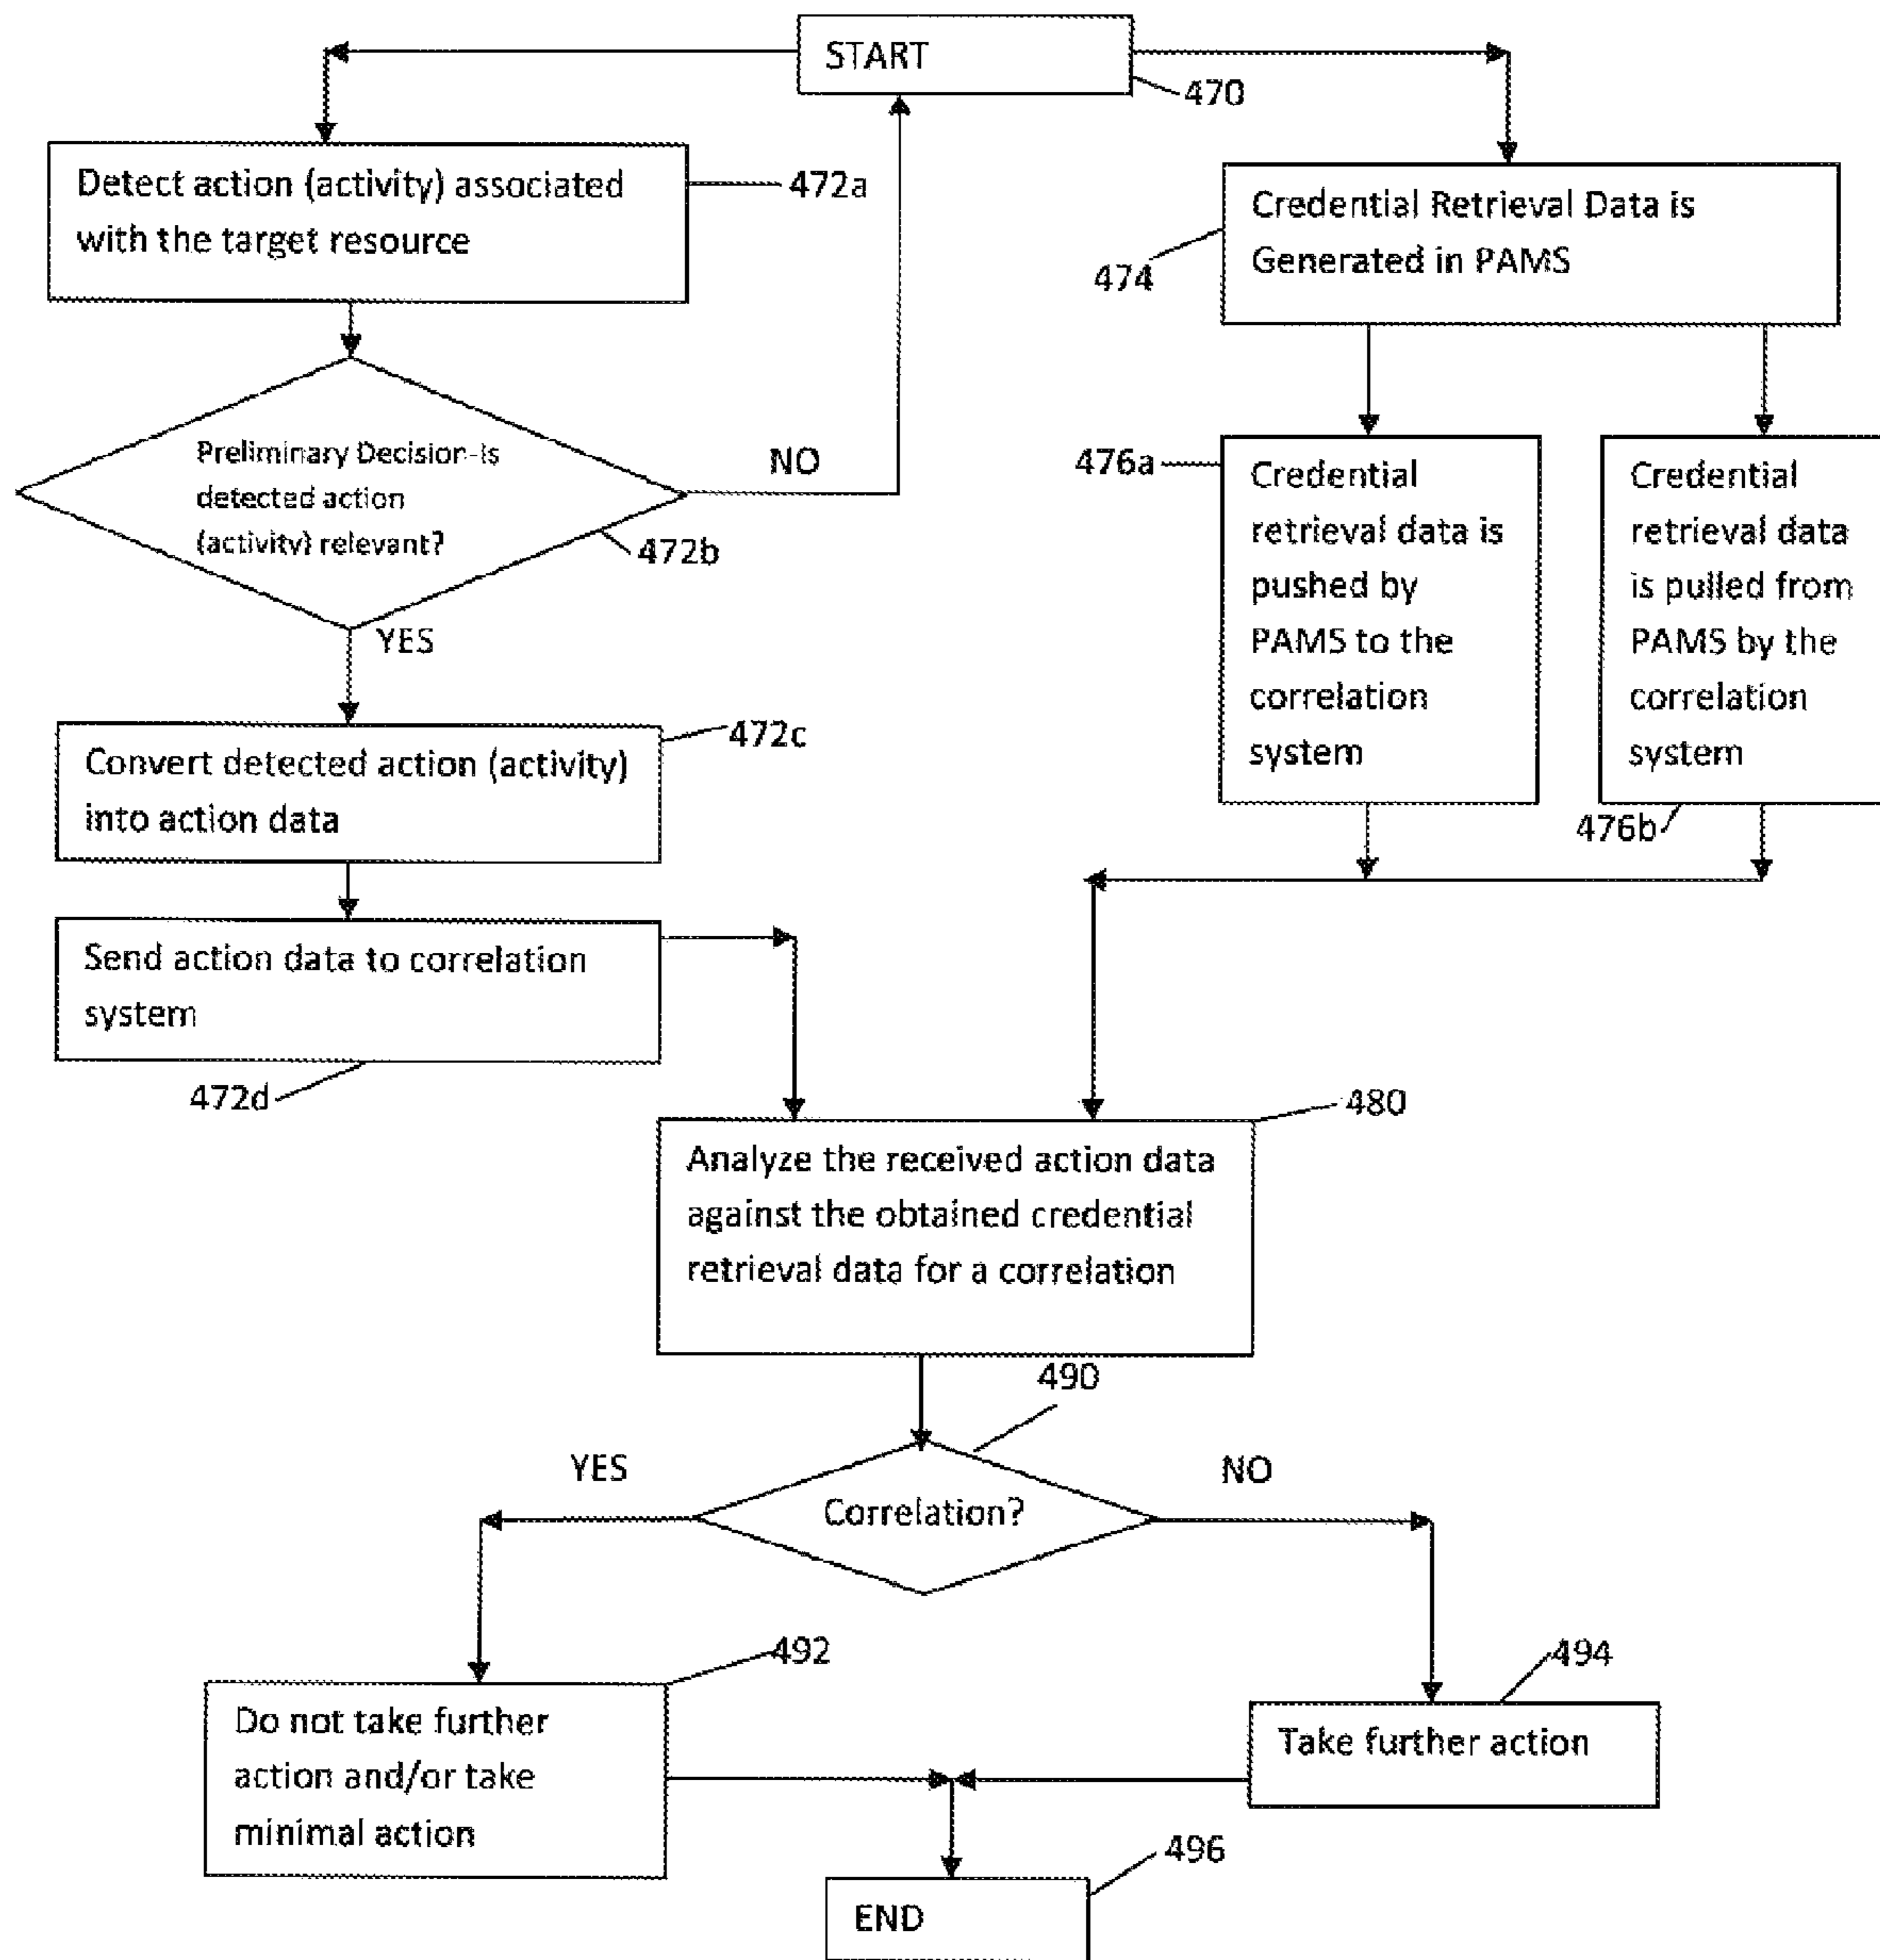 START
470
Detect action (activity) associated
with the target resource
472a
Credential Retrieval Data is
Generated in PAMS
474
Preliminary Decision-Is
detected action
(activity) relevant?
NO
472b
YES
476a
Credential
retrieval data is
pushed by
PAMS to the
correlation
system
Credential
retrieval data
is pulled from
PAMS by the
correlation
system
476b
472c
Convert detected action (activity)
into action data
Send action data to correlation
system
472d
480
Analyze the received action data
against the obtained credential
retrieval data for a correlation
490
YES
NO
Correlation?
492
Do not take further
action and/or take
minimal action
494
Take further action
496
END